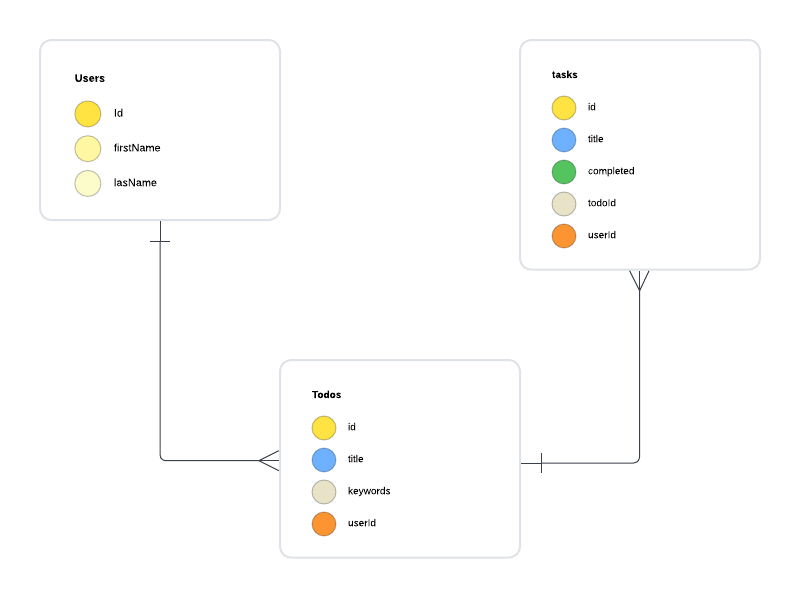 Users
Id
firstName
lasName
tasks
id
title
completed
todoId
userId
Todos
id
title
keywords
userId